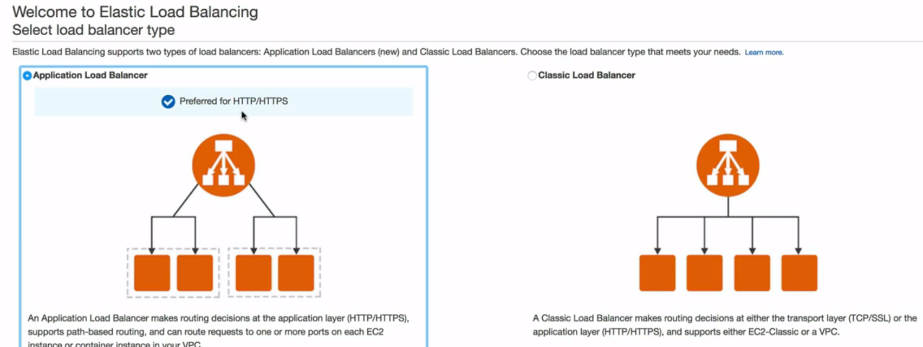 Welcome to Elastic Load Balancing
Select load balancer type
Elastic Load Balancing supports two types of load balancers: Application Load Balancers (new) and Classic Load Balancers. Choose the load balancer type that meets your needs. Learn more.
Application Load Balancer
Preferred for HTTP/HTTPS
An Application Load Balancer makes routing decisions at the application layer (HTTP/HTTPS),
supports path-based routing, and can route requests to one or more ports on each EC2
instance or container instance in your VPC.
Classic Load Balancer
A Classic Load Balancer makes routing decisions at either the transport layer (TCP/SSL) or the
application layer (HTTP/HTTPS), and supports either EC2-Classic or a VPC.